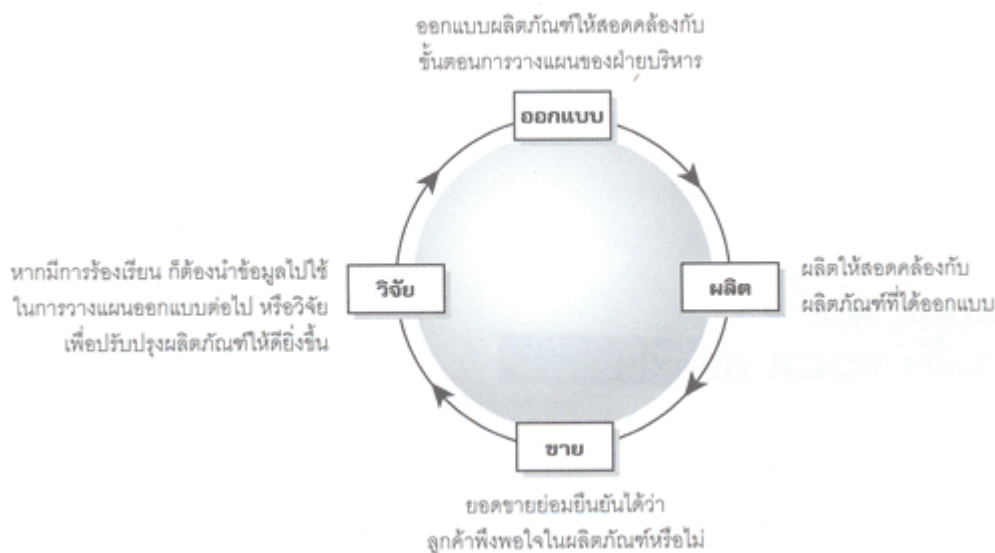 ออกแบบผลิตภัณฑ์ให้สอดคล้องกับ
ขั้นตอนการวางแผนของฝ่ายบริหาร
ออกแบบ
ผลิต
ผลิตให้สอดคล้องกับ
ผลิตภัณฑ์ที่ได้ออกแบบ
ขาย
ยอดขายย่อมยืนยันได้ว่า
ลูกค้าพึงพอใจในผลิตภัณฑ์หรือไม่
วิจัย
หากมีการร้องเรียน ก็ต้องนำข้อมูลไปใช้
ในการวางแผนออกแบบต่อไป หรือวิจัย
เพื่อปรับปรุงผลิตภัณฑ์ให้ดียิ่งขึ้น